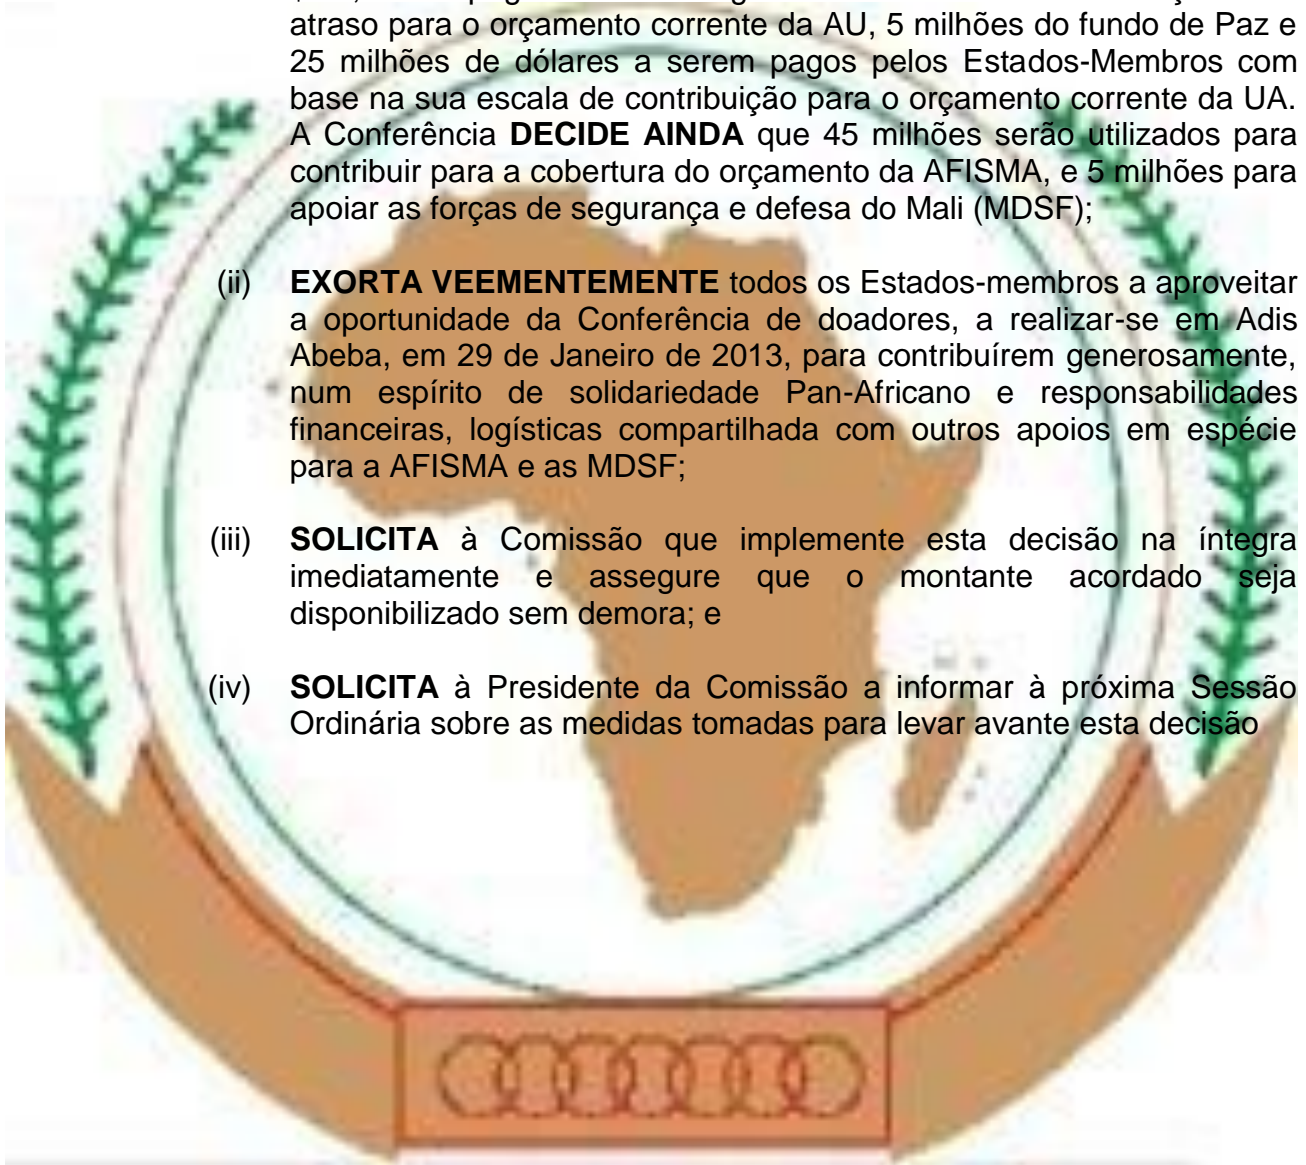 atraso para o orçamento corrente da AU, 5 milhões do fundo de Paz e
25 milhões de dólares a serem pagos pelos Estados-Membros com
base na sua escala de contribuição para o orçamento corrente da UA.
A Conferência DECIDE AINDA que 45 milhões serão utilizados para
contribuir para a cobertura do orçamento da AFISMA, e 5 milhões para
apoiar as forças de segurança e defesa do Mali (MDSF);
(ii) EXORTA VEEMENTEMENTE todos os Estados-membros a aproveitar
a oportunidade da Conferência de doadores, a realizar-se em Adis
Abeba, em 29 de Janeiro de 2013, para contribuírem generosamente,
num espírito de solidariedade Pan-Africano e responsabilidades
financeiras, logísticas compartilhada com outros apoios em espécie
para a AFISMA e as MDSF;
(iii) SOLICITA à Comissão que implemente esta decisão na íntegra
imediatamente e assegure que o montante acordado seja
disponibilizado sem demora; e
(iv) SOLICITA à Presidente da Comissão a informar à próxima Sessão
Ordinária sobre as medidas tomadas para levar avante esta decisão